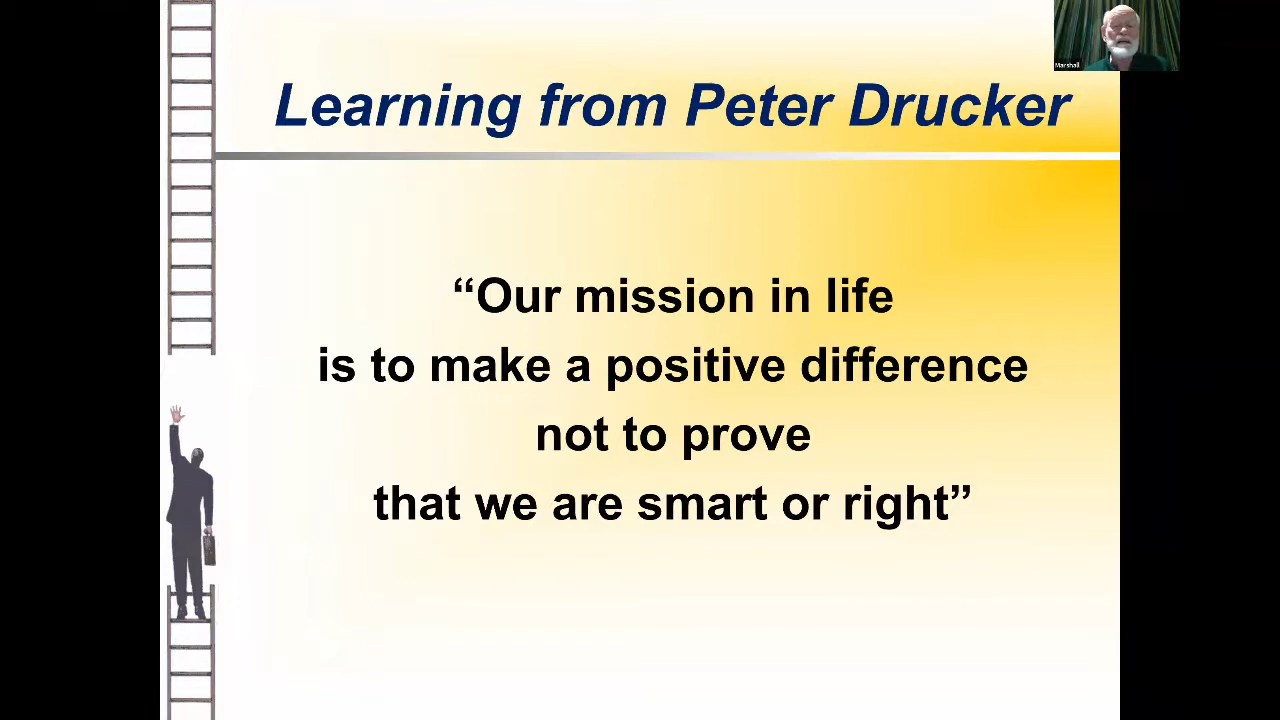 Marshall
Learning from Peter Drucker
“Our mission in life
is to make a positive difference
not to prove
that we are smart or right”